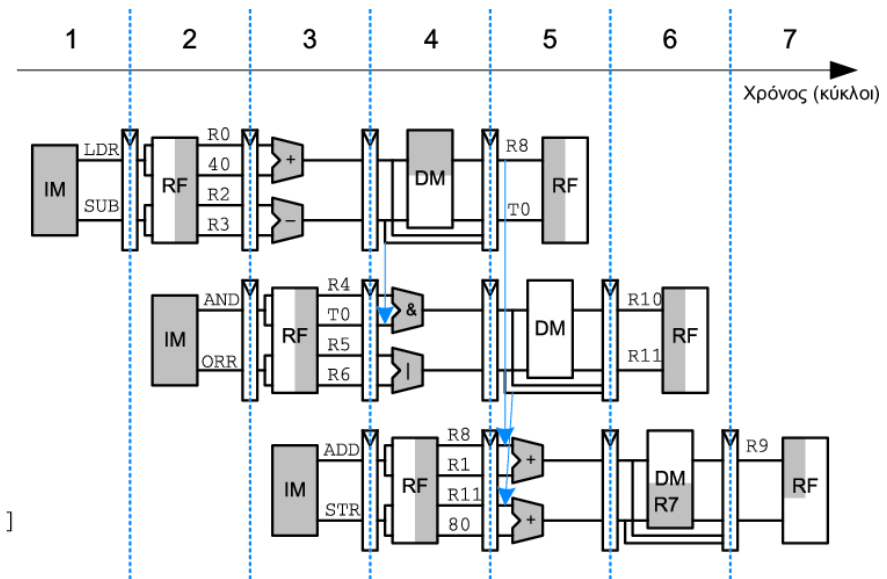 1 2 3 4 5 6 7
Χρόνος (κύκλοι)
IM
LDR
SUB
RF
R0
40
R2
R3
+
−
DM
R8
T0
RF
IM
AND
ORR
RF
R4
T0
R5
R6
&
|
DM
R10
R11
RF
IM
ADD
STR
RF
R8
R1
R11
80
+
+
DM
R7
R9
RF
]